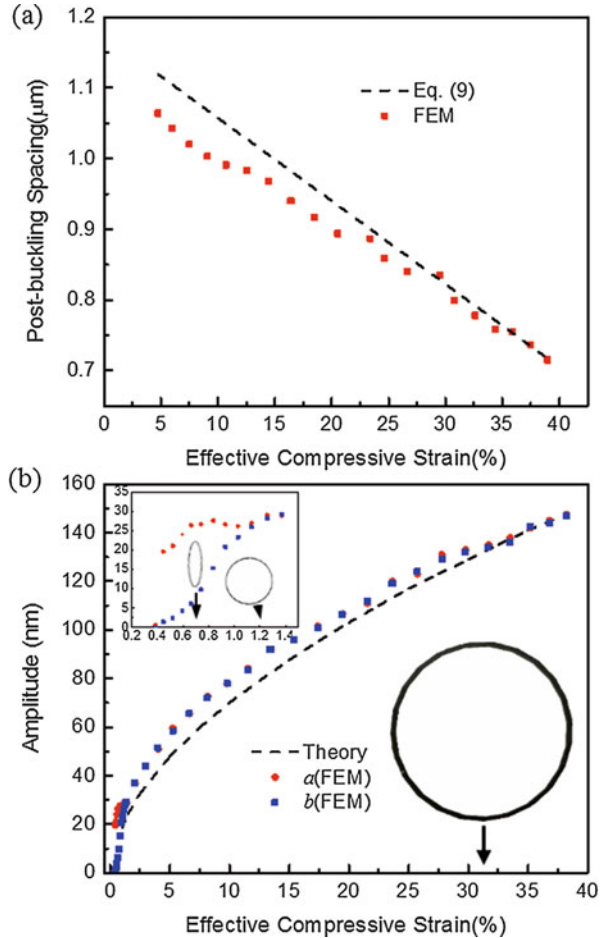 (a)
1.2
1.1
1.0
0.9
0.8
0.7
Post-buckling Spacing(μm)
Eq. (9)
FEM
0 5 10 15 20 25 30 35 40
Effective Compressive Strain(%)
(b)
160
140
120
100
80
60
40
20
0
Amplitude (nm)
35
30
25
20
15
10
5
0
0.2 0.4 0.6 0.8 1.0 1.2 1.4
Theory
a(FEM)
b(FEM)
0 5 10 15 20 25 30 35 40
Effective Compressive Strain(%)